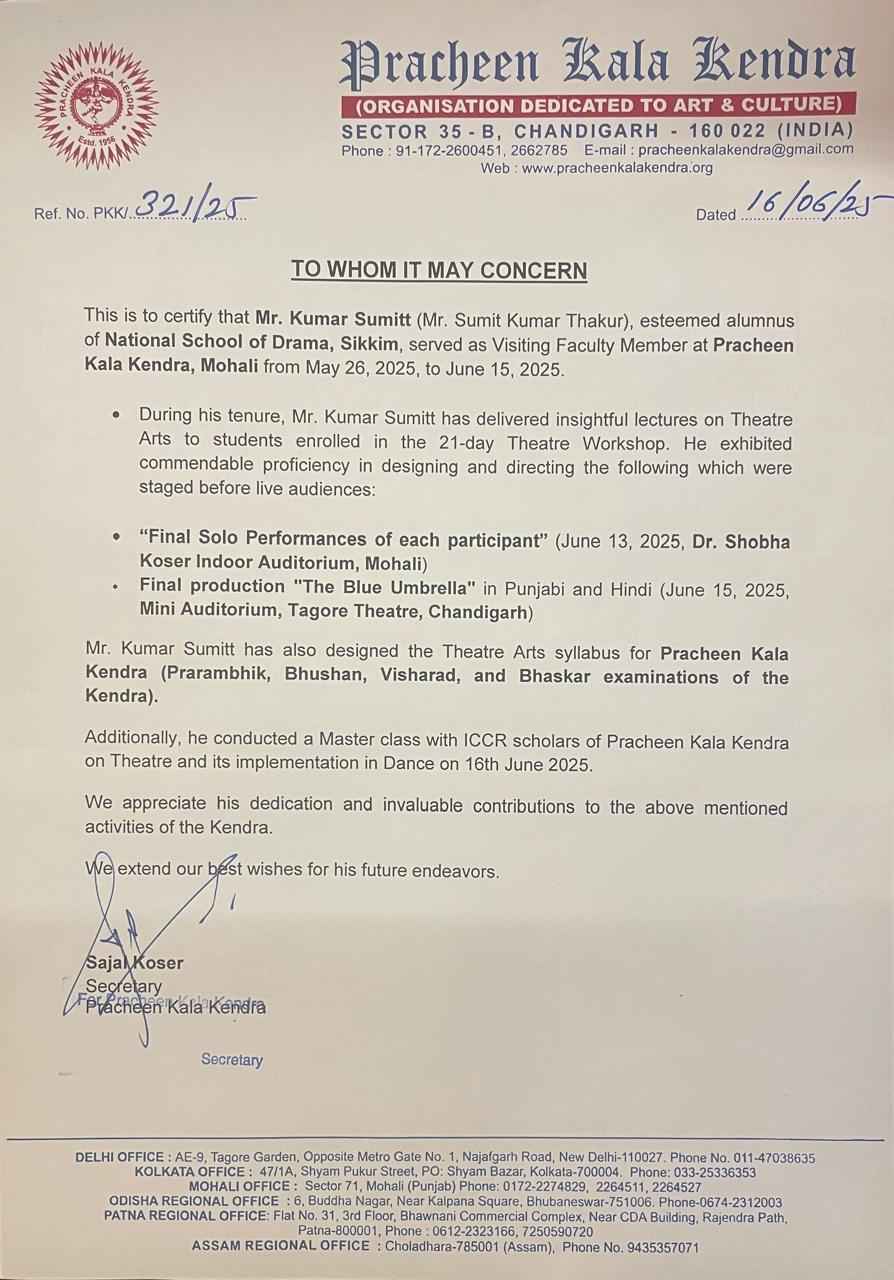 PRACHEEN KALA KENDRA
Estd. 1956
Pracheen Kala Kendra
(ORGANISATION DEDICATED TO ART & CULTURE)
SECTOR 35 - B, CHANDIGARH - 160 022 (INDIA)
Phone : 91-172-2600451, 2662785 E-mail : pracheenkalakendra@gmail.com
Web : www.pracheenkalakendra.org
Ref. No. PKK/. 321/25
Dated 16/06/25
TO WHOM IT MAY CONCERN
This is to certify that Mr. Kumar Sumitt (Mr. Sumit Kumar Thakur), esteemed alumnus
of National School of Drama, Sikkim, served as Visiting Faculty Member at Pracheen
Kala Kendra, Mohali from May 26, 2025, to June 15, 2025.
• During his tenure, Mr. Kumar Sumitt has delivered insightful lectures on Theatre
Arts to students enrolled in the 21-day Theatre Workshop. He exhibited
commendable proficiency in designing and directing the following which were
staged before live audiences:
• “Final Solo Performances of each participant” (June 13, 2025, Dr. Shobha
Koser Indoor Auditorium, Mohali)
• Final production "The Blue Umbrella" in Punjabi and Hindi (June 15, 2025,
Mini Auditorium, Tagore Theatre, Chandigarh)
Mr. Kumar Sumitt has also designed the Theatre Arts syllabus for Pracheen Kala
Kendra (Prarambhik, Bhushan, Visharad, and Bhaskar examinations of the
Kendra).
Additionally, he conducted a Master class with ICCR scholars of Pracheen Kala Kendra
on Theatre and its implementation in Dance on 16th June 2025.
We appreciate his dedication and invaluable contributions to the above mentioned
activities of the Kendra.
We extend our best wishes for his future endeavors.
Sajal Koser
Secretary
For Pracheen Kala Kendra
Pracheen Kala Kendra
Secretary
DELHI OFFICE : AE-9, Tagore Garden, Opposite Metro Gate No. 1, Najafgarh Road, New Delhi-110027. Phone No. 011-47038635
KOLKATA OFFICE : 47/1A, Shyam Pukur Street, PO: Shyam Bazar, Kolkata-700004. Phone: 033-25336353
MOHALI OFFICE : Sector 71, Mohali (Punjab) Phone: 0172-2274829, 2264511, 2264527
ODISHA REGIONAL OFFICE : 6, Buddha Nagar, Near Kalpana Square, Bhubaneswar-751006. Phone-0674-2312003
PATNA REGIONAL OFFICE: Flat No. 31, 3rd Floor, Bhawnani Commercial Complex, Near CDA Building, Rajendra Path,
Patna-800001, Phone : 0612-2323166, 7250590720
ASSAM REGIONAL OFFICE : Choladhara-785001 (Assam), Phone No. 9435357071